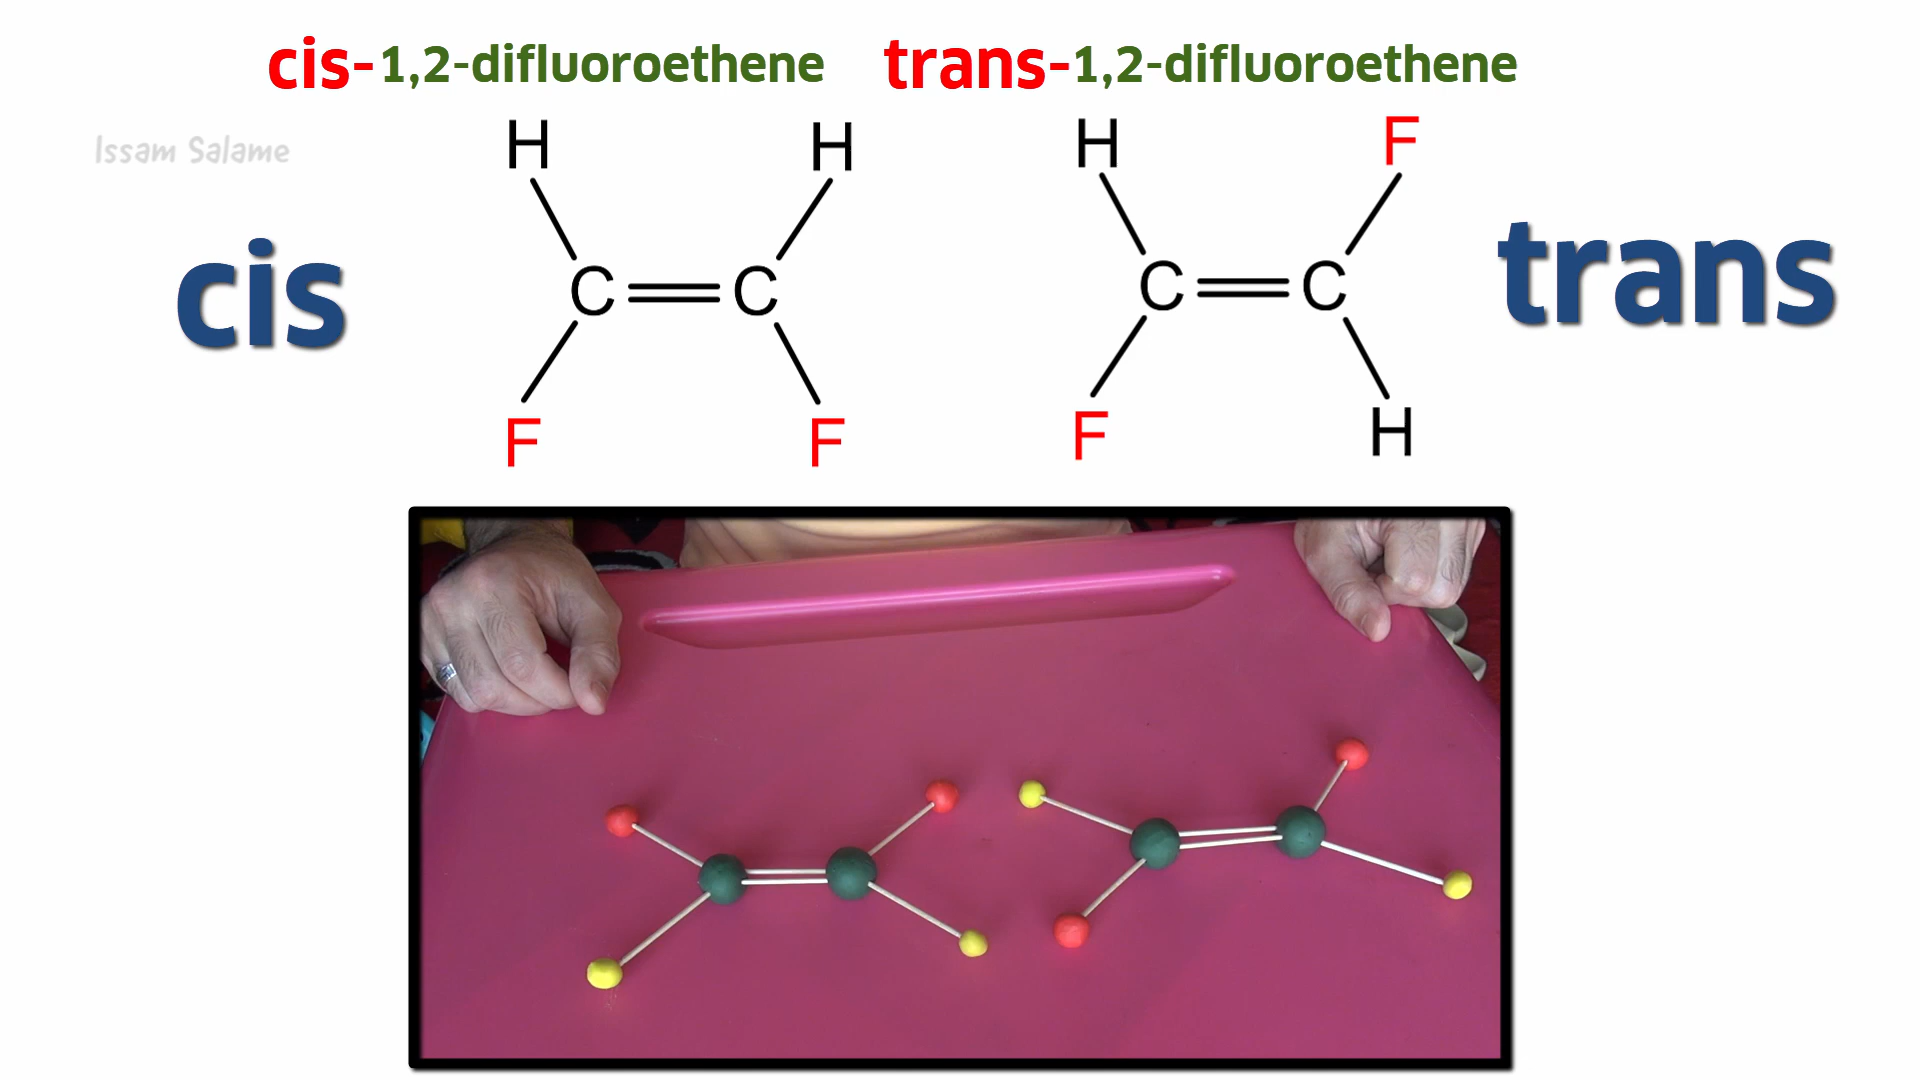 cis-1,2-difluoroethene
trans-1,2-difluoroethene
Issam Salame
H
H
H
F
cis
C
C
C
C
trans
F
F
F
H